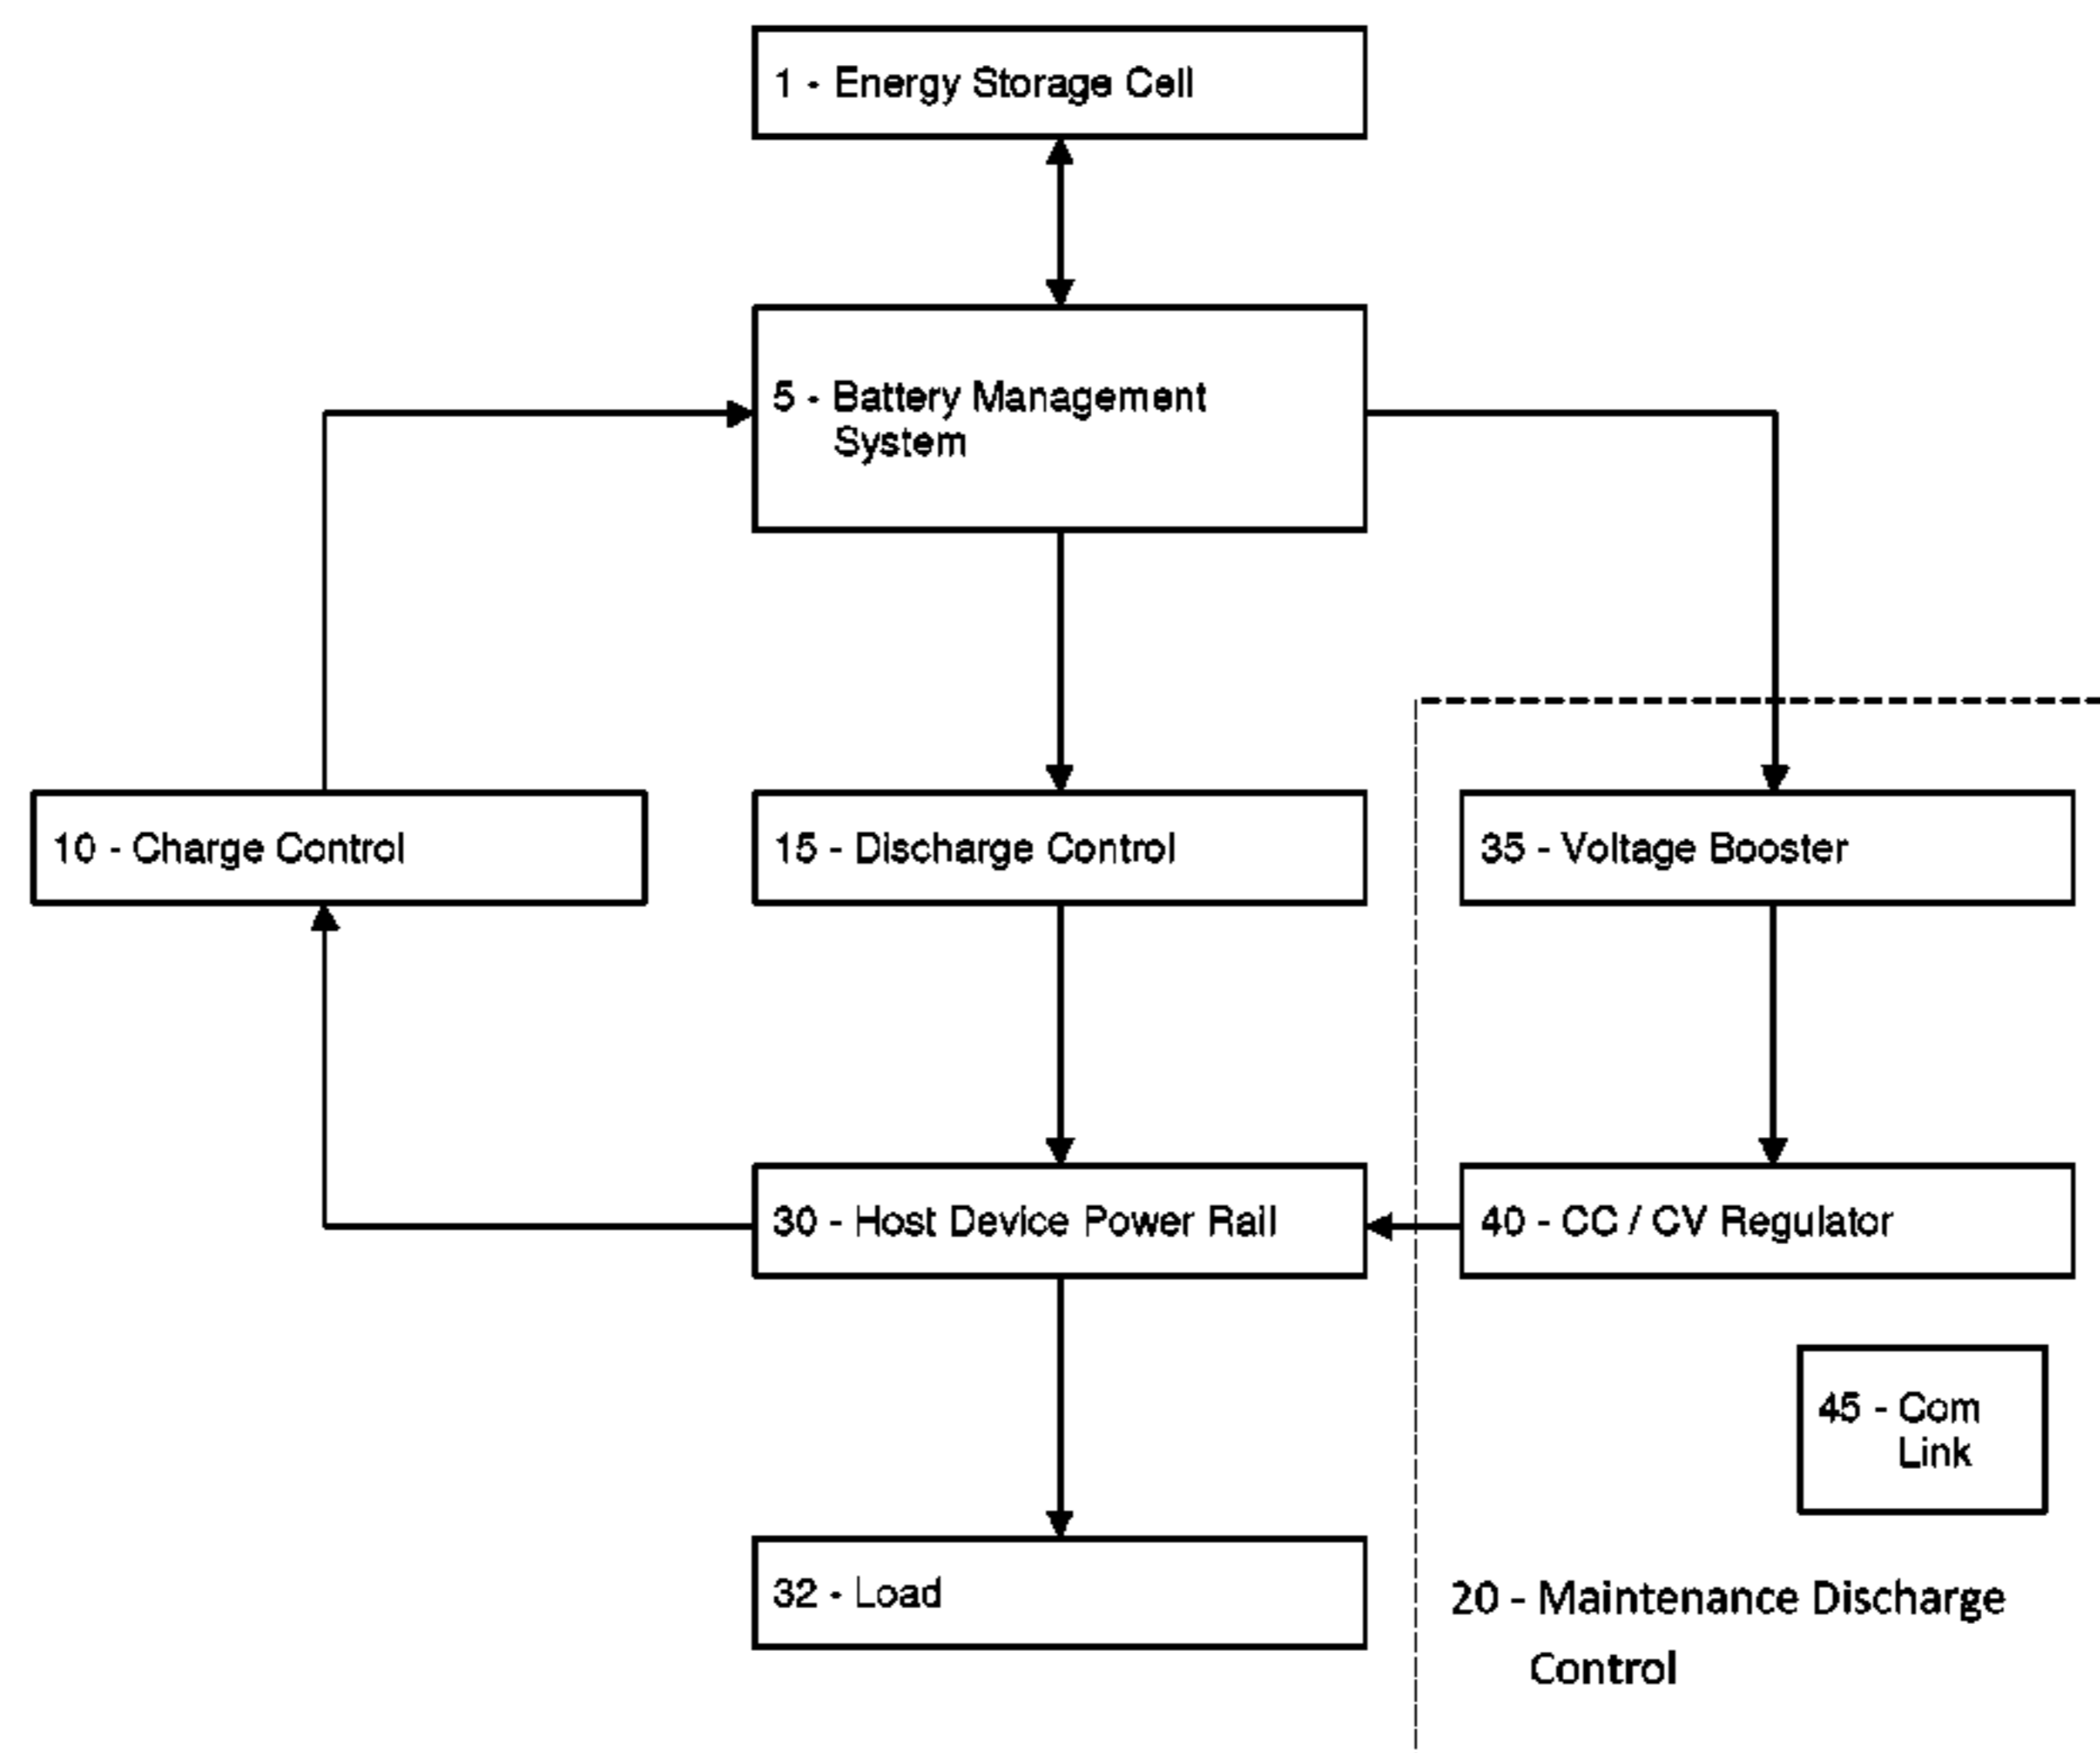 1 - Energy Storage Cell
5 - Battery Management
System
10 - Charge Control
15 - Discharge Control
35 - Voltage Booster
30 - Host Device Power Rail
40 - CC / CV Regulator
45 - Com
Link
32 - Load
20 - Maintenance Discharge
Control